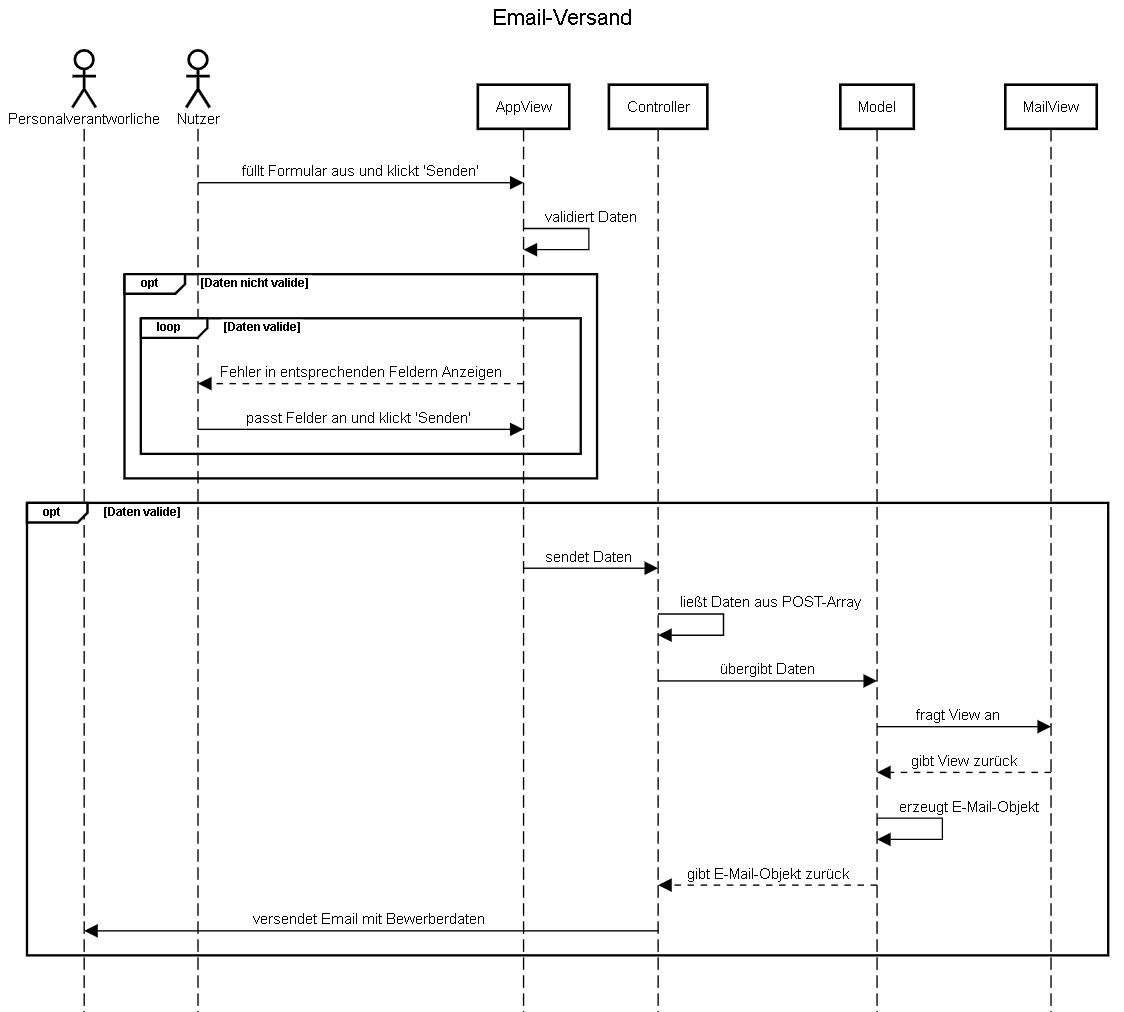 Email-Versand
Personalverantworliche
Nutzer
AppView
Controller
Model
MailView
füllt Formular aus und klickt 'Senden'
validiert Daten
opt
[Daten nicht valide]
loop
[Daten valide]
Fehler in entsprechenden Feldern Anzeigen
passt Felder an und klickt 'Senden'
opt
[Daten valide]
sendet Daten
ließt Daten aus POST-Array
übergibt Daten
fragt View an
gibt View zurück
erzeugt E-Mail-Objekt
gibt E-Mail-Objekt zurück
versendet Email mit Bewerberdaten